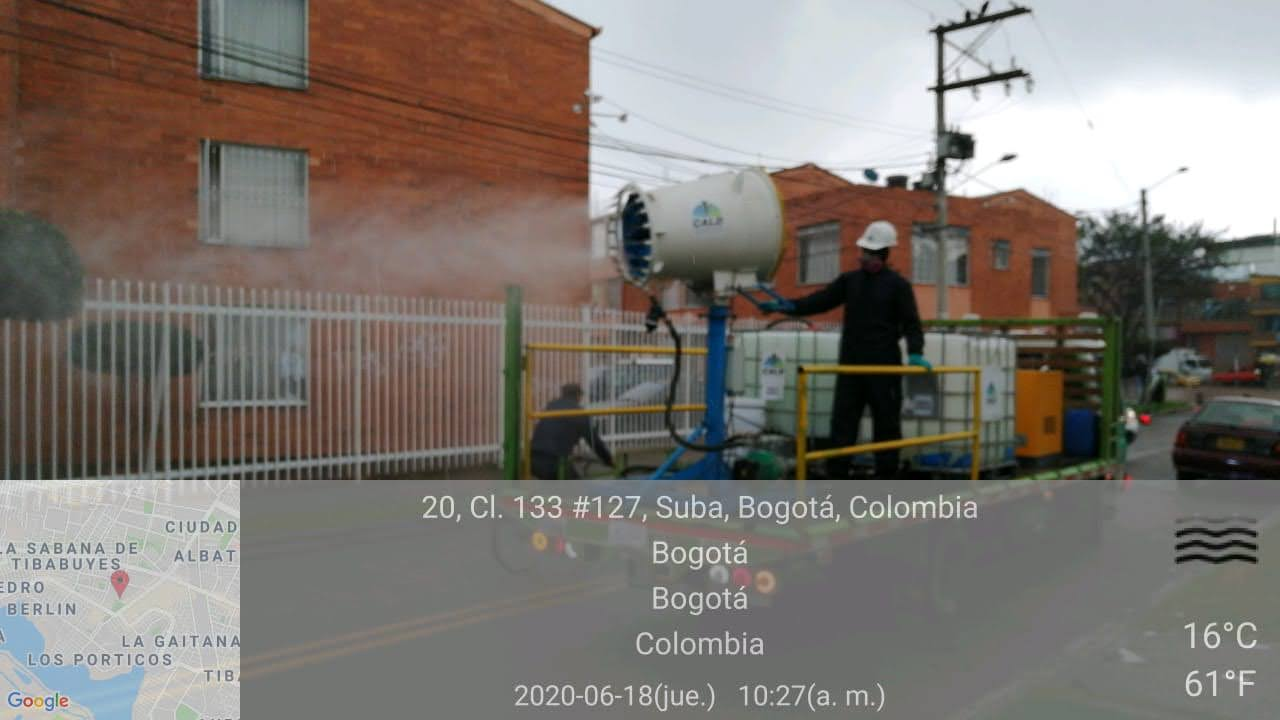 CALA
20, Cl. 133 #127, Suba, Bogotá, Colombia
Bogotá
Bogotá
Colombia
2020-06-18(jue.) 10:27(a. m.)
16°C
61°F
CIUDAD
LA SABANA DE
TIBABUYES
ALBAT
EDRO
BERLIN
LA GAITANA
LOS PORTICOS
TIB
Google